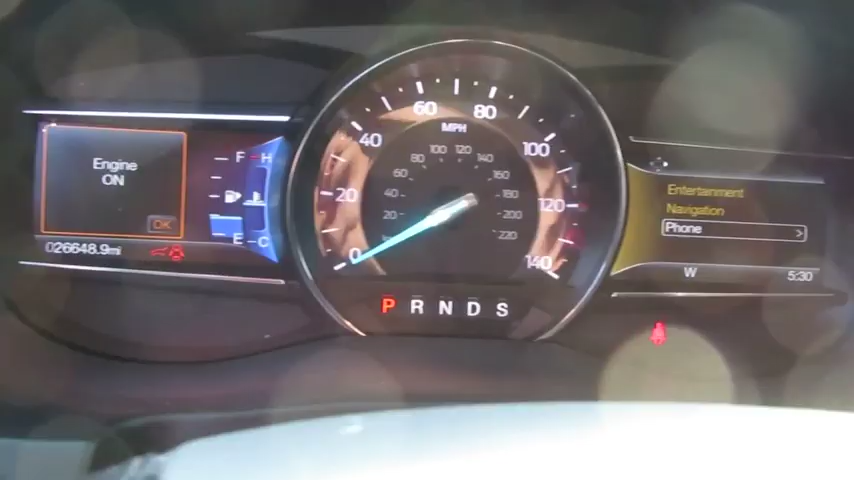 Engine
ON
OK
026648.9mi
F
H
E
C
0
20
40
60
80
100
120
140
MPH
20
40
60
80
100
120
140
160
180
200
220
P R N D S
Entertainment
Navigation
Phone >
W 5:30